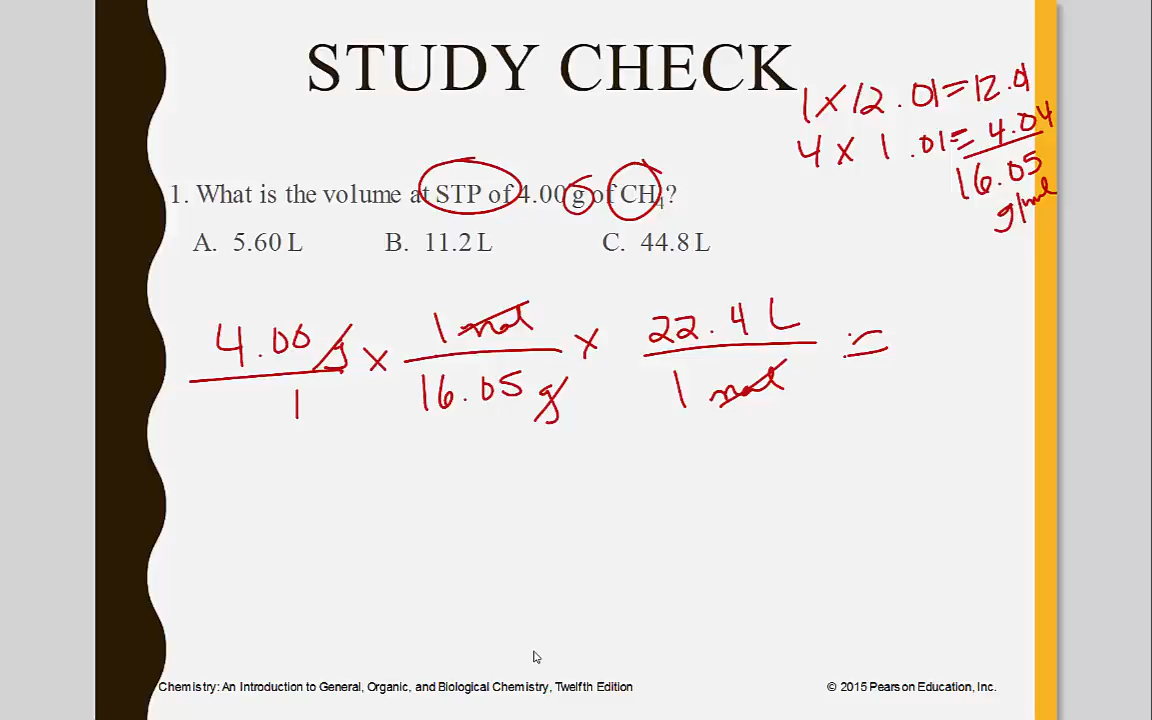 STUDY CHECK
1 x 12.01 = 12.01
4 x 1.01 = 4.04
16.05
g/mol
1. What is the volume at STP of 4.00 g of CH₄?
A. 5.60 L B. 11.2 L C. 44.8 L
4.00 g x 1 mol x 22.4 L =
1 16.05 g 1 mol
Chemistry: An Introduction to General, Organic, and Biological Chemistry, Twelfth Edition © 2015 Pearson Education, Inc.